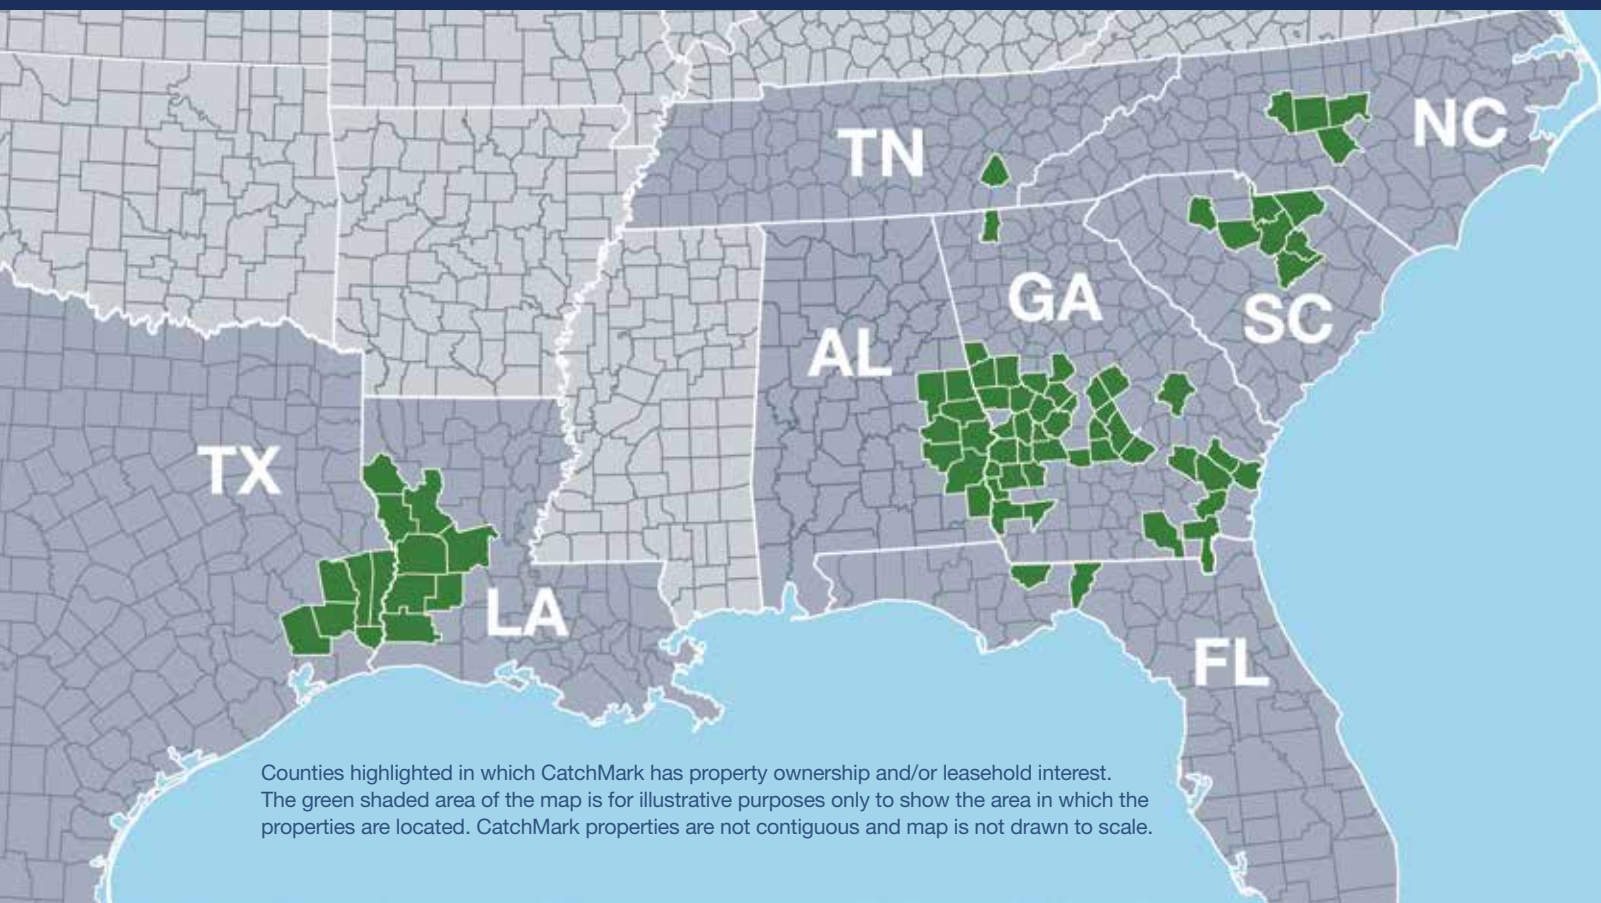 NC
TN
GA
SC
AL
TX
LA
FL
Counties highlighted in which CatchMark has property ownership and/or leasehold interest.
The green shaded area of the map is for illustrative purposes only to show the area in which the
properties are located. CatchMark properties are not contiguous and map is not drawn to scale.